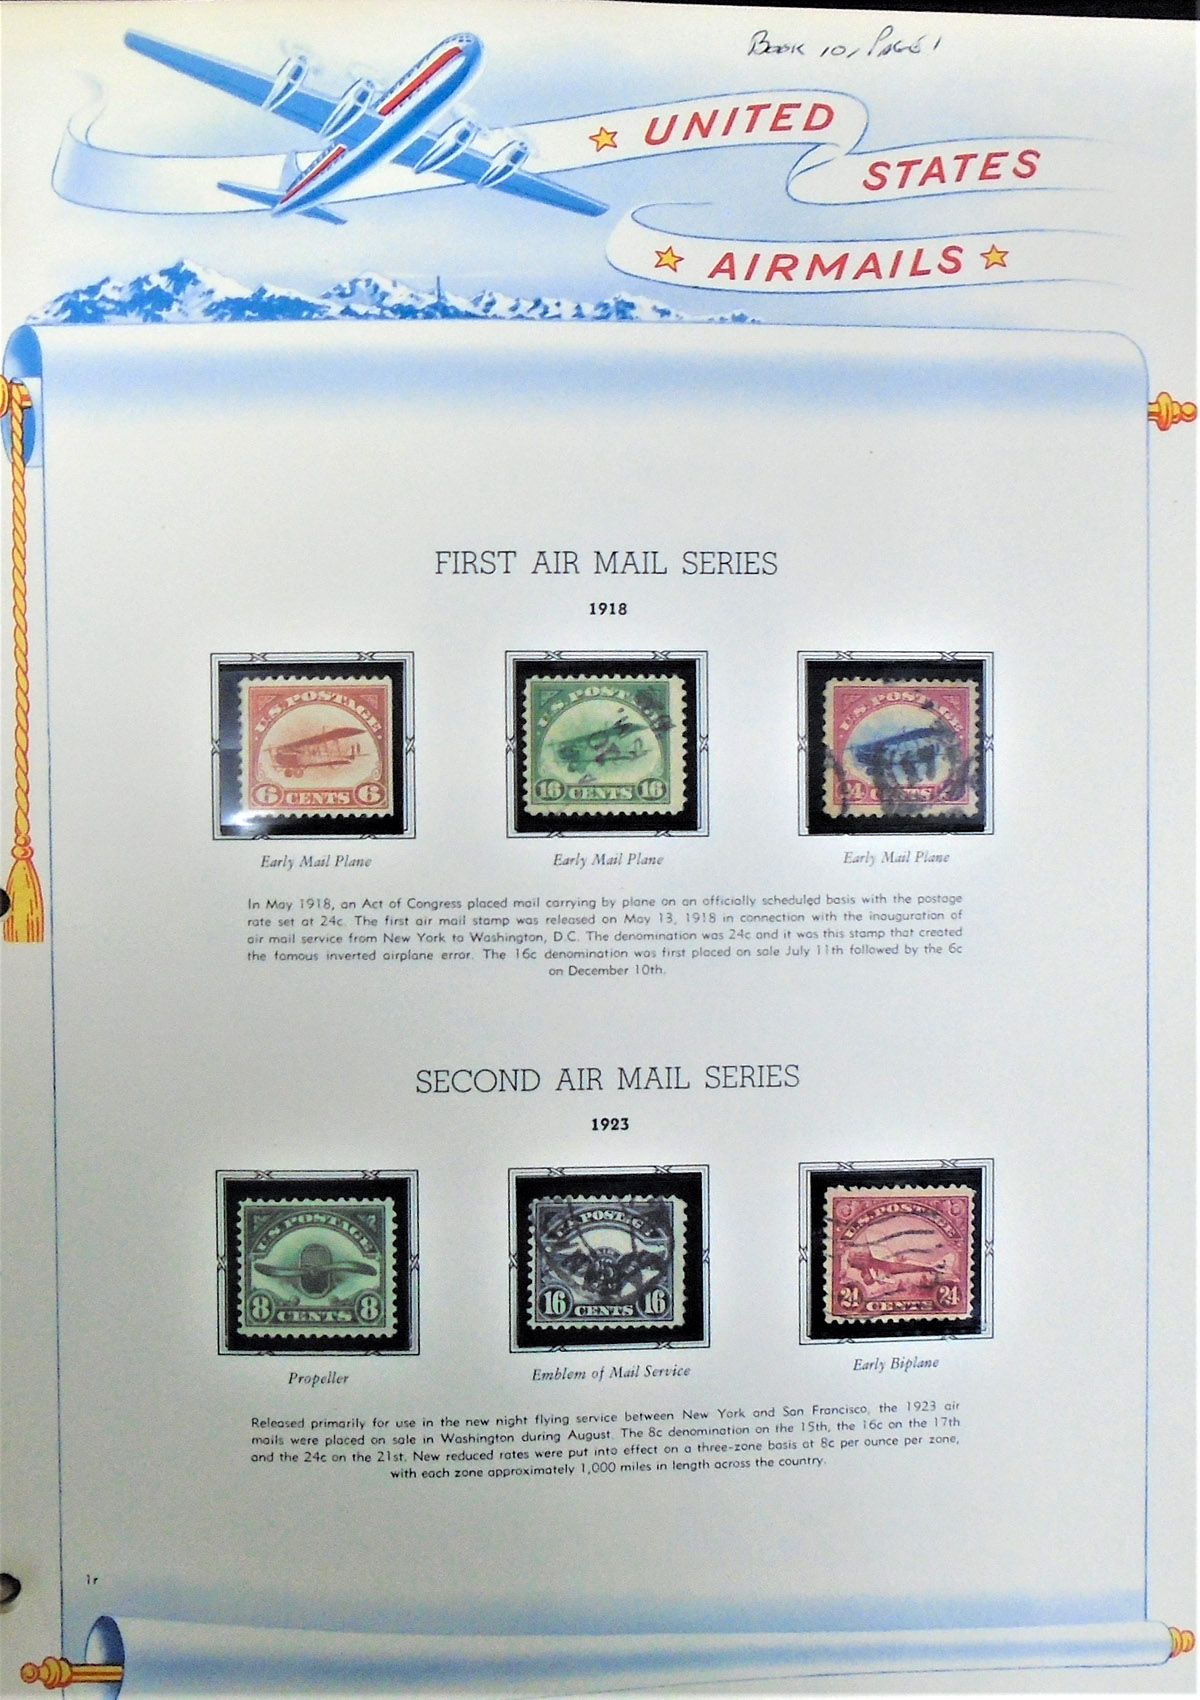 Book 10, Page 1
UNITED
STATES
AIRMAILS
FIRST AIR MAIL SERIES
1918
U.S. POSTAGE
6 CENTS 6
U.S. POSTAGE
16 CENTS 16
U.S. POSTAGE
24 CENTS
Early Mail Plane
Early Mail Plane
Early Mail Plane
In May 1918, an Act of Congress placed mail carrying by plane on an officially scheduled basis with the postage
rate set at 24c. The first air mail stamp was released on May 13, 1918 in connection with the inauguration of
air mail service from New York to Washington, D.C. The denomination was 24c and it was this stamp that created
the famous inverted airplane error. The 16c denomination was first placed on sale July 11th followed by the 6c
on December 10th.
SECOND AIR MAIL SERIES
1923
U.S. POSTAGE
8 CENTS 8
U.S. POSTAGE
16 CENTS 16
U.S. POSTAGE
24 CENTS 24
Propeller
Emblem of Mail Service
Early Biplane
Released primarily for use in the new night flying service between New York and San Francisco, the 1923 air
mails were placed on sale in Washington during August. The 8c denomination on the 15th, the 16c on the 17th
and the 24c on the 21st. New reduced rates were put into effect on a three-zone basis at 8c per ounce per zone,
with each zone approximately 1,000 miles in length across the country.
1r